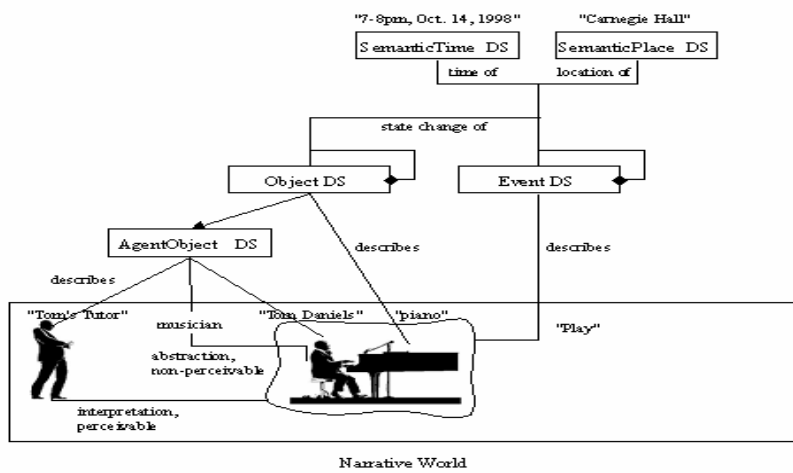 "7-8pm, Oct. 14, 1998"
"Carnegie Hall"
SemanticTime DS
SemanticPlace DS
time of
location of
state change of
Object DS
Event DS
AgentObject DS
describes
describes
describes
"Tom's Tutor"
musician
"Tom Daniels"
"piano"
"Play"
abstraction,
non-perceivable
interpretation,
perceivable
Narrative World